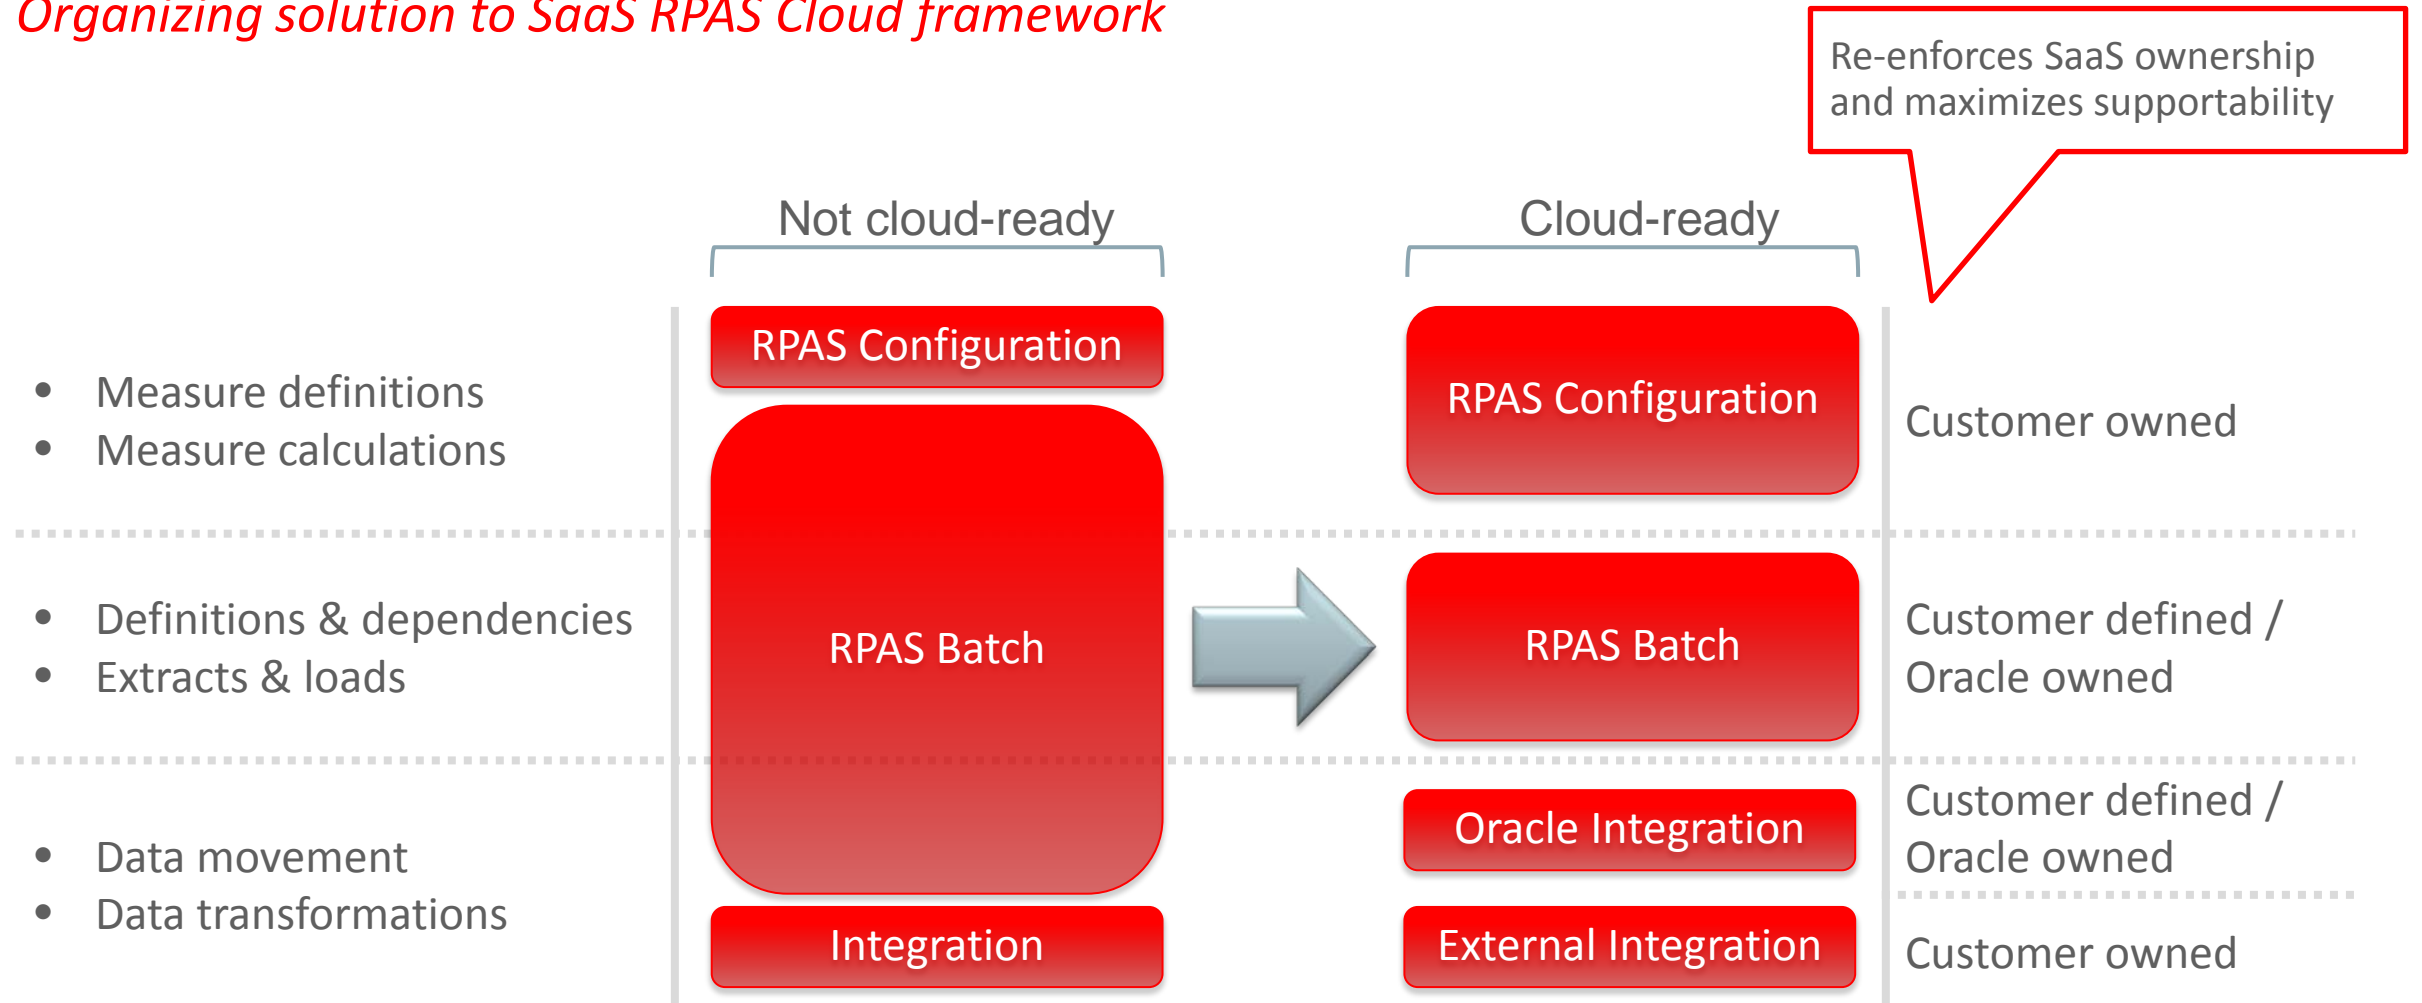 Organizing solution to SaaS RPAS Cloud framework
Re-enforces SaaS ownership
and maximizes supportability
Not cloud-ready
Cloud-ready
• Measure definitions
• Measure calculations
RPAS Configuration
RPAS Configuration
Customer owned
• Definitions & dependencies
• Extracts & loads
RPAS Batch
RPAS Batch
Customer defined /
Oracle owned
• Data movement
• Data transformations
Integration
Oracle Integration
Customer defined /
Oracle owned
External Integration
Customer owned